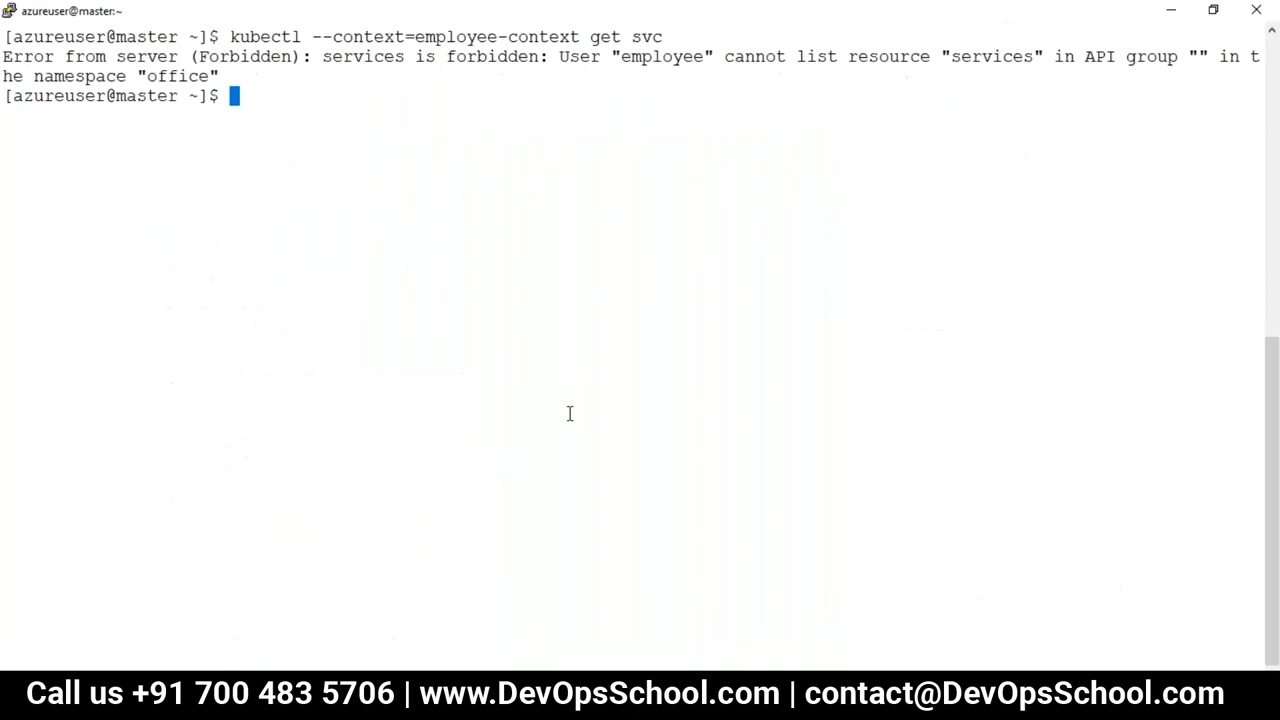 azureuser@master:~
[azureuser@master ~]$ kubectl --context=employee-context get svc
Error from server (Forbidden): services is forbidden: User "employee" cannot list resource "services" in API group "" in t
he namespace "office"
[azureuser@master ~]$
Call us +91 700 483 5706 | www.DevOpsSchool.com | contact@DevOpsSchool.com